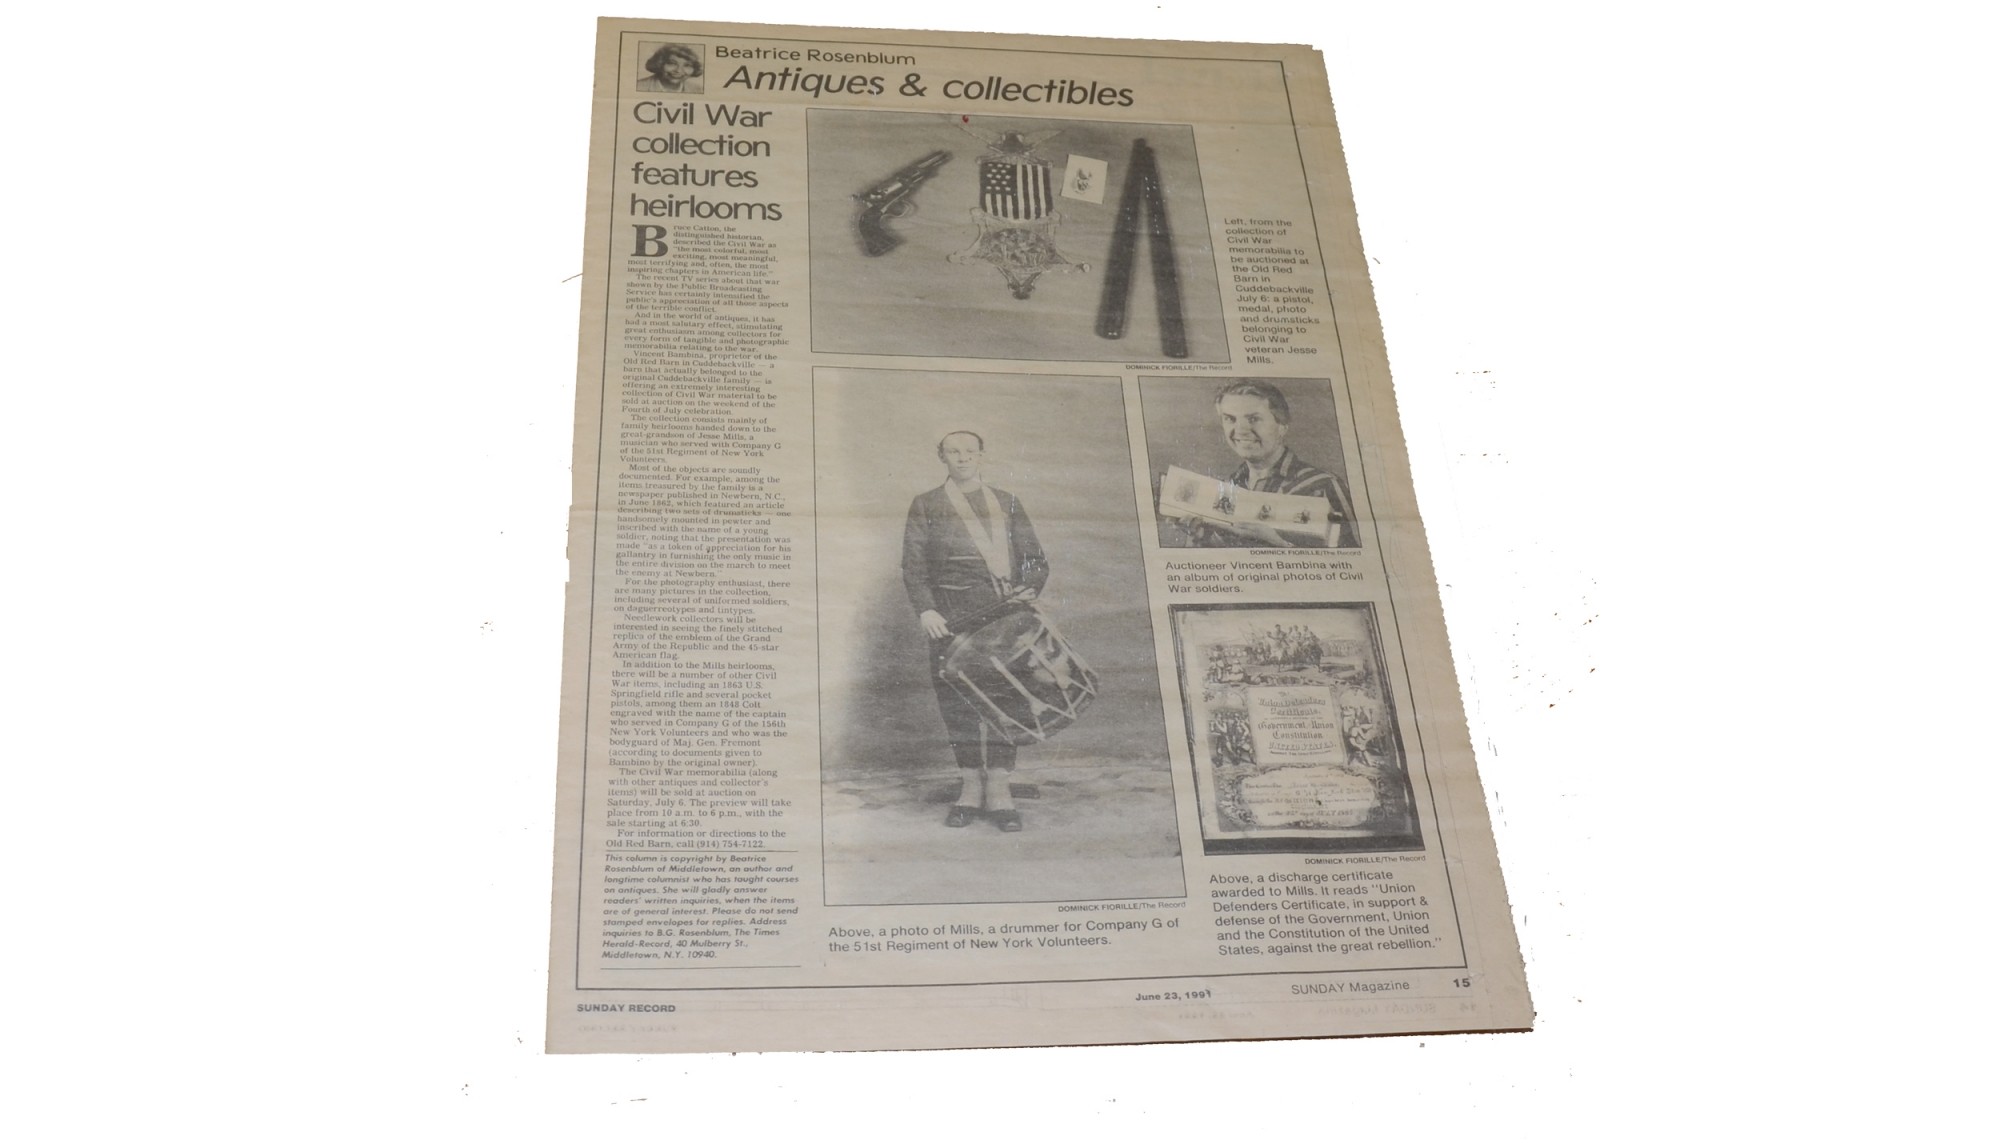 Beatrice Rosenblum
Antiques & collectibles
Civil War
collection
features
heirlooms
Bruce Catton, the
distinguished historian,
described the Civil War as
"the most colorful, most
exciting, most meaningful,
most terrifying and, often, the most
inspiring chapters in American life."
The recent TV series about that war
shown by the Public Broadcasting
Service has certainly intensified the
public's appreciation of all those aspects
of the terrible conflict.
And in the world of antiques, it has
had a most salutary effect, stimulating
great enthusiasm among collectors for
every form of tangible and photographic
memorabilia relating to the war.
Vincent Bambina, proprietor of the
Old Red Barn in Cuddebackville — a
barn that actually belonged to the
original Cuddebackville family — is
offering an extremely interesting
collection of Civil War material to be
sold at auction on the weekend of the
Fourth of July celebration.
The collection consists mainly of
family heirlooms handed down to the
great-grandson of Jesse Mills, a
musician who served with Company G
of the 51st Regiment of New York
Volunteers.
Most of the objects are soundly
documented. For example, among the
items treasured by the family is a
newspaper published in Newbern, N.C.,
in June 1862, which featured an article
describing two sets of drumsticks — one
handsomely mounted in pewter and
inscribed with the name of a young
soldier, noting that the presentation was
made "as a token of appreciation for his
gallantry in furnishing the only music in
the entire division on the march to meet
the enemy at Newbern."
For the photography enthusiast, there
are many pictures in the collection,
including several of uniformed soldiers,
on daguerreotypes and tintypes.
Needlework collectors will be
interested in seeing the finely stitched
replica of the emblem of the Grand
Army of the Republic and the 45-star
American flag.
In addition to the Mills heirlooms,
there will be a number of other Civil
War items, including an 1863 U.S.
Springfield rifle and several pocket
pistols, among them an 1848 Colt
engraved with the name of the captain
who served in Company G of the 156th
New York Volunteers and who was the
bodyguard of Maj. Gen. Fremont
(according to documents given to
Bambino by the original owner).
The Civil War memorabilia (along
with other antiques and collector's
items) will be sold at auction on
Saturday, July 6. The preview will take
place from 10 a.m. to 6 p.m., with the
sale starting at 6:30.
For information or directions to the
Old Red Barn, call (914) 754-7122.
This column is copyright by Beatrice
Rosenblum of Middletown, an author and
longtime columnist who has taught courses
on antiques. She will gladly answer
readers' written inquiries, when the items
are of general interest. Please do not send
stamped envelopes for replies. Address
inquiries to B.G. Rosenblum, The Times
Herald-Record, 40 Mulberry St.,
Middletown, N.Y. 10940.
Left, from the
collection of
Civil War
memorabilia to
be auctioned at
the Old Red
Barn in
Cuddebackville
July 6: a pistol,
medal, photo
and drumsticks
belonging to
Civil War
veteran Jesse
Mills.
DOMINICK FIORILLE/The Record
DOMINICK FIORILLE/The Record
Auctioneer Vincent Bambina with
an album of original photos of Civil
War soldiers.
Union Defenders
Certificate.
Government Union
Constitution
UNITED STATES.
DOMINICK FIORILLE/The Record
Above, a discharge certificate
awarded to Mills. It reads "Union
Defenders Certificate, in support &
defense of the Government, Union
and the Constitution of the United
States, against the great rebellion."
DOMINICK FIORILLE/The Record
Above, a photo of Mills, a drummer for Company G of
the 51st Regiment of New York Volunteers.
SUNDAY RECORD
June 23, 1991
SUNDAY Magazine
15